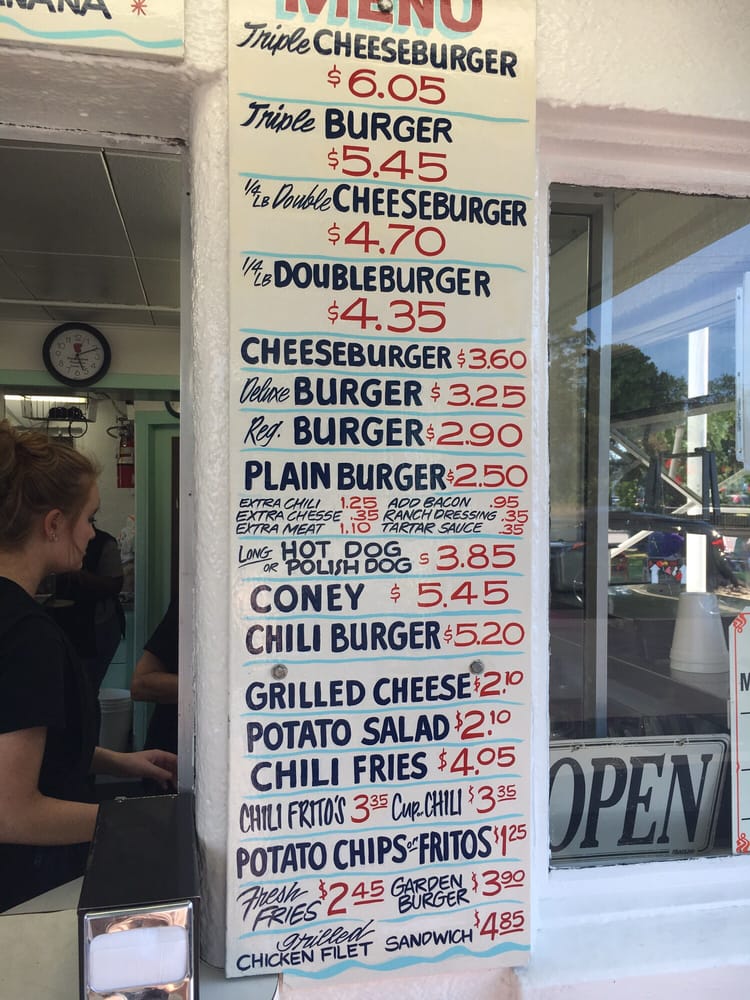 ANANA *
MENU
Triple CHEESEBURGER
$6.05
Triple BURGER
$5.45
1/4 LB Double CHEESEBURGER
$4.70
1/4 LB DOUBLE BURGER
$4.35
CHEESEBURGER $3.60
Deluxe BURGER $3.25
Reg. BURGER $2.90
PLAIN BURGER $2.50
EXTRA CHILI 1.25 ADD BACON .95
EXTRA CHESSE .35 RANCH DRESSING .35
EXTRA MEAT 1.10 TARTAR SAUCE .35
LONG HOT DOG
OR POLISH DOG $3.85
CONEY $5.45
CHILI BURGER $5.20
GRILLED CHEESE $2.10
POTATO SALAD $2.10
CHILI FRIES $4.05
CHILI FRITO'S 3.35 CUP-CHILI $3.35
POTATO CHIPS or FRITOS $1.25
Fresh FRIES $2.45 GARDEN BURGER $3.90
grilled CHICKEN FILET SANDWICH $4.85
OPEN
M